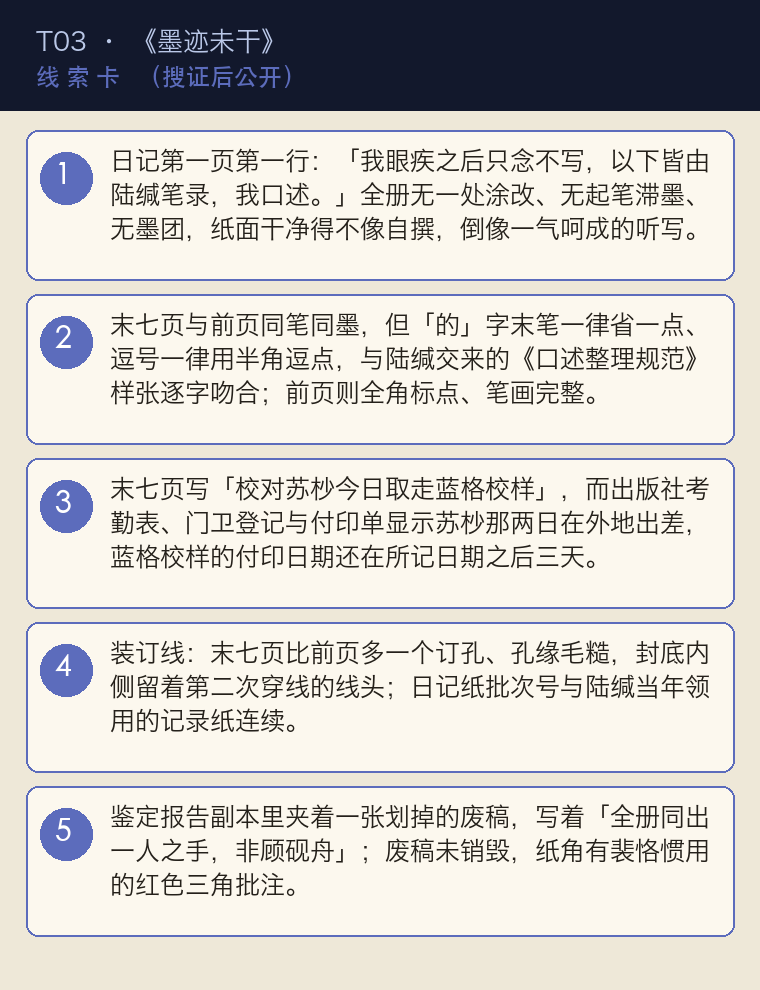 T03 · 《墨迹未干》
线索卡 （搜证后公开）
1
日记第一页第一行：「我眼疾之后只念不写，以下皆由
陆缄笔录，我口述。」全册无一处涂改、无起笔滞墨、
无墨团，纸面干净得不像自撰，倒像一气呵成的听写。
2
末七页与前页同笔同墨，但「的」字末笔一律省一点、
逗号一律用半角逗点，与陆缄交来的《口述整理规范》
样张逐字吻合；前页则全角标点、笔画完整。
3
末七页写「校对苏杪今日取走蓝格校样」，而出版社考
勤表、门卫登记与付印单显示苏杪那两日在外地出差，
蓝格校样的付印日期还在所记日期之后三天。
4
装订线：末七页比前页多一个订孔、孔缘毛糙，封底内
侧留着第二次穿线的线头；日记纸批次号与陆缄当年领
用的记录纸连续。
5
鉴定报告副本里夹着一张划掉的废稿，写着「全册同出
一人之手，非顾砚舟」；废稿未销毁，纸角有裴恪惯用
的红色三角批注。